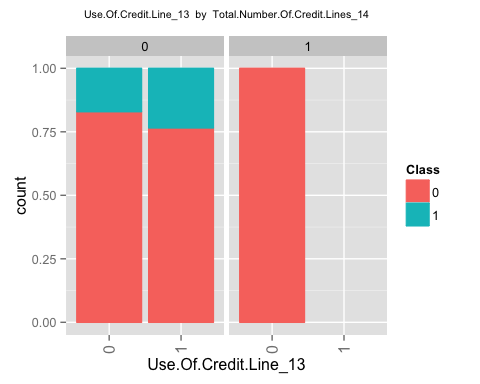 Use.Of.Credit.Line_13 by Total.Number.Of.Credit.Lines_14
0 1
1.00
0.75
0.50
0.25
0.00
count
0 1 0 1
Use.Of.Credit.Line_13
Class
0
1